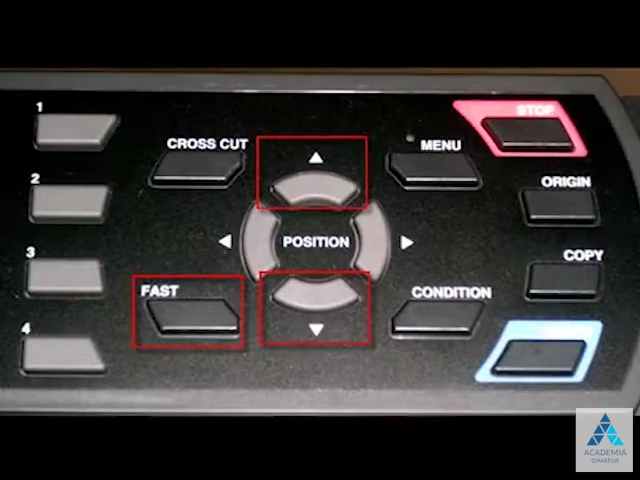 1
STOP
CROSS CUT
MENU
2
ORIGIN
POSITION
3
COPY
FAST
CONDITION
4
ACADEMIA